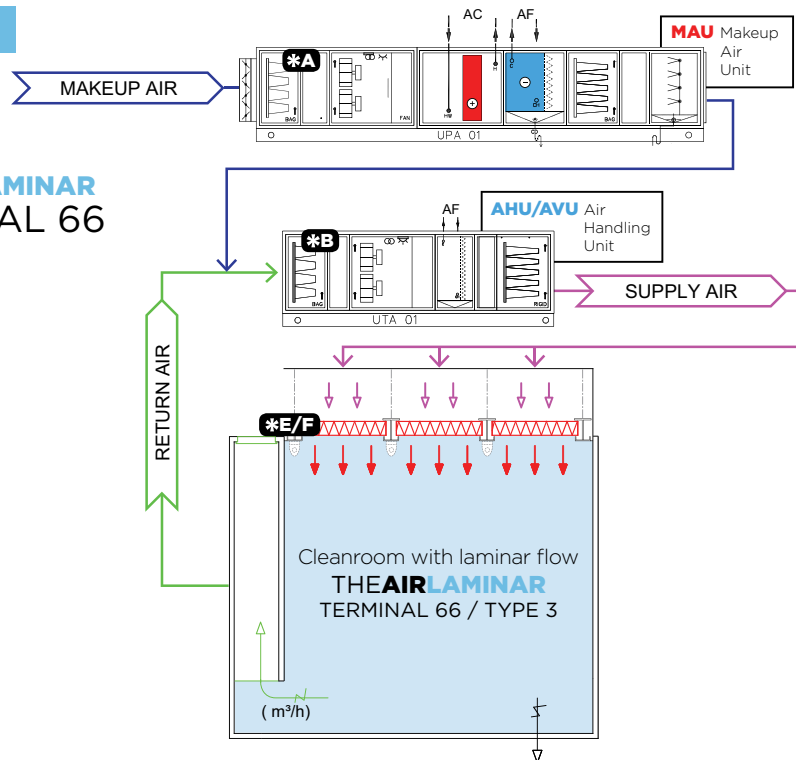 AC
AF
MAU Makeup
Air
Unit
*A
MAKEUP AIR
HW
H
C
BAG
FAN
BAG
UPA 01
AMINAR
AL 66
AF
AHU/AVU Air
Handling
Unit
*B
BAG
RIGID
UTA 01
SUPPLY AIR
RETURN AIR
*E/F
Cleanroom with laminar flow
THEAIRLAMINAR
TERMINAL 66 / TYPE 3
( m³/h)